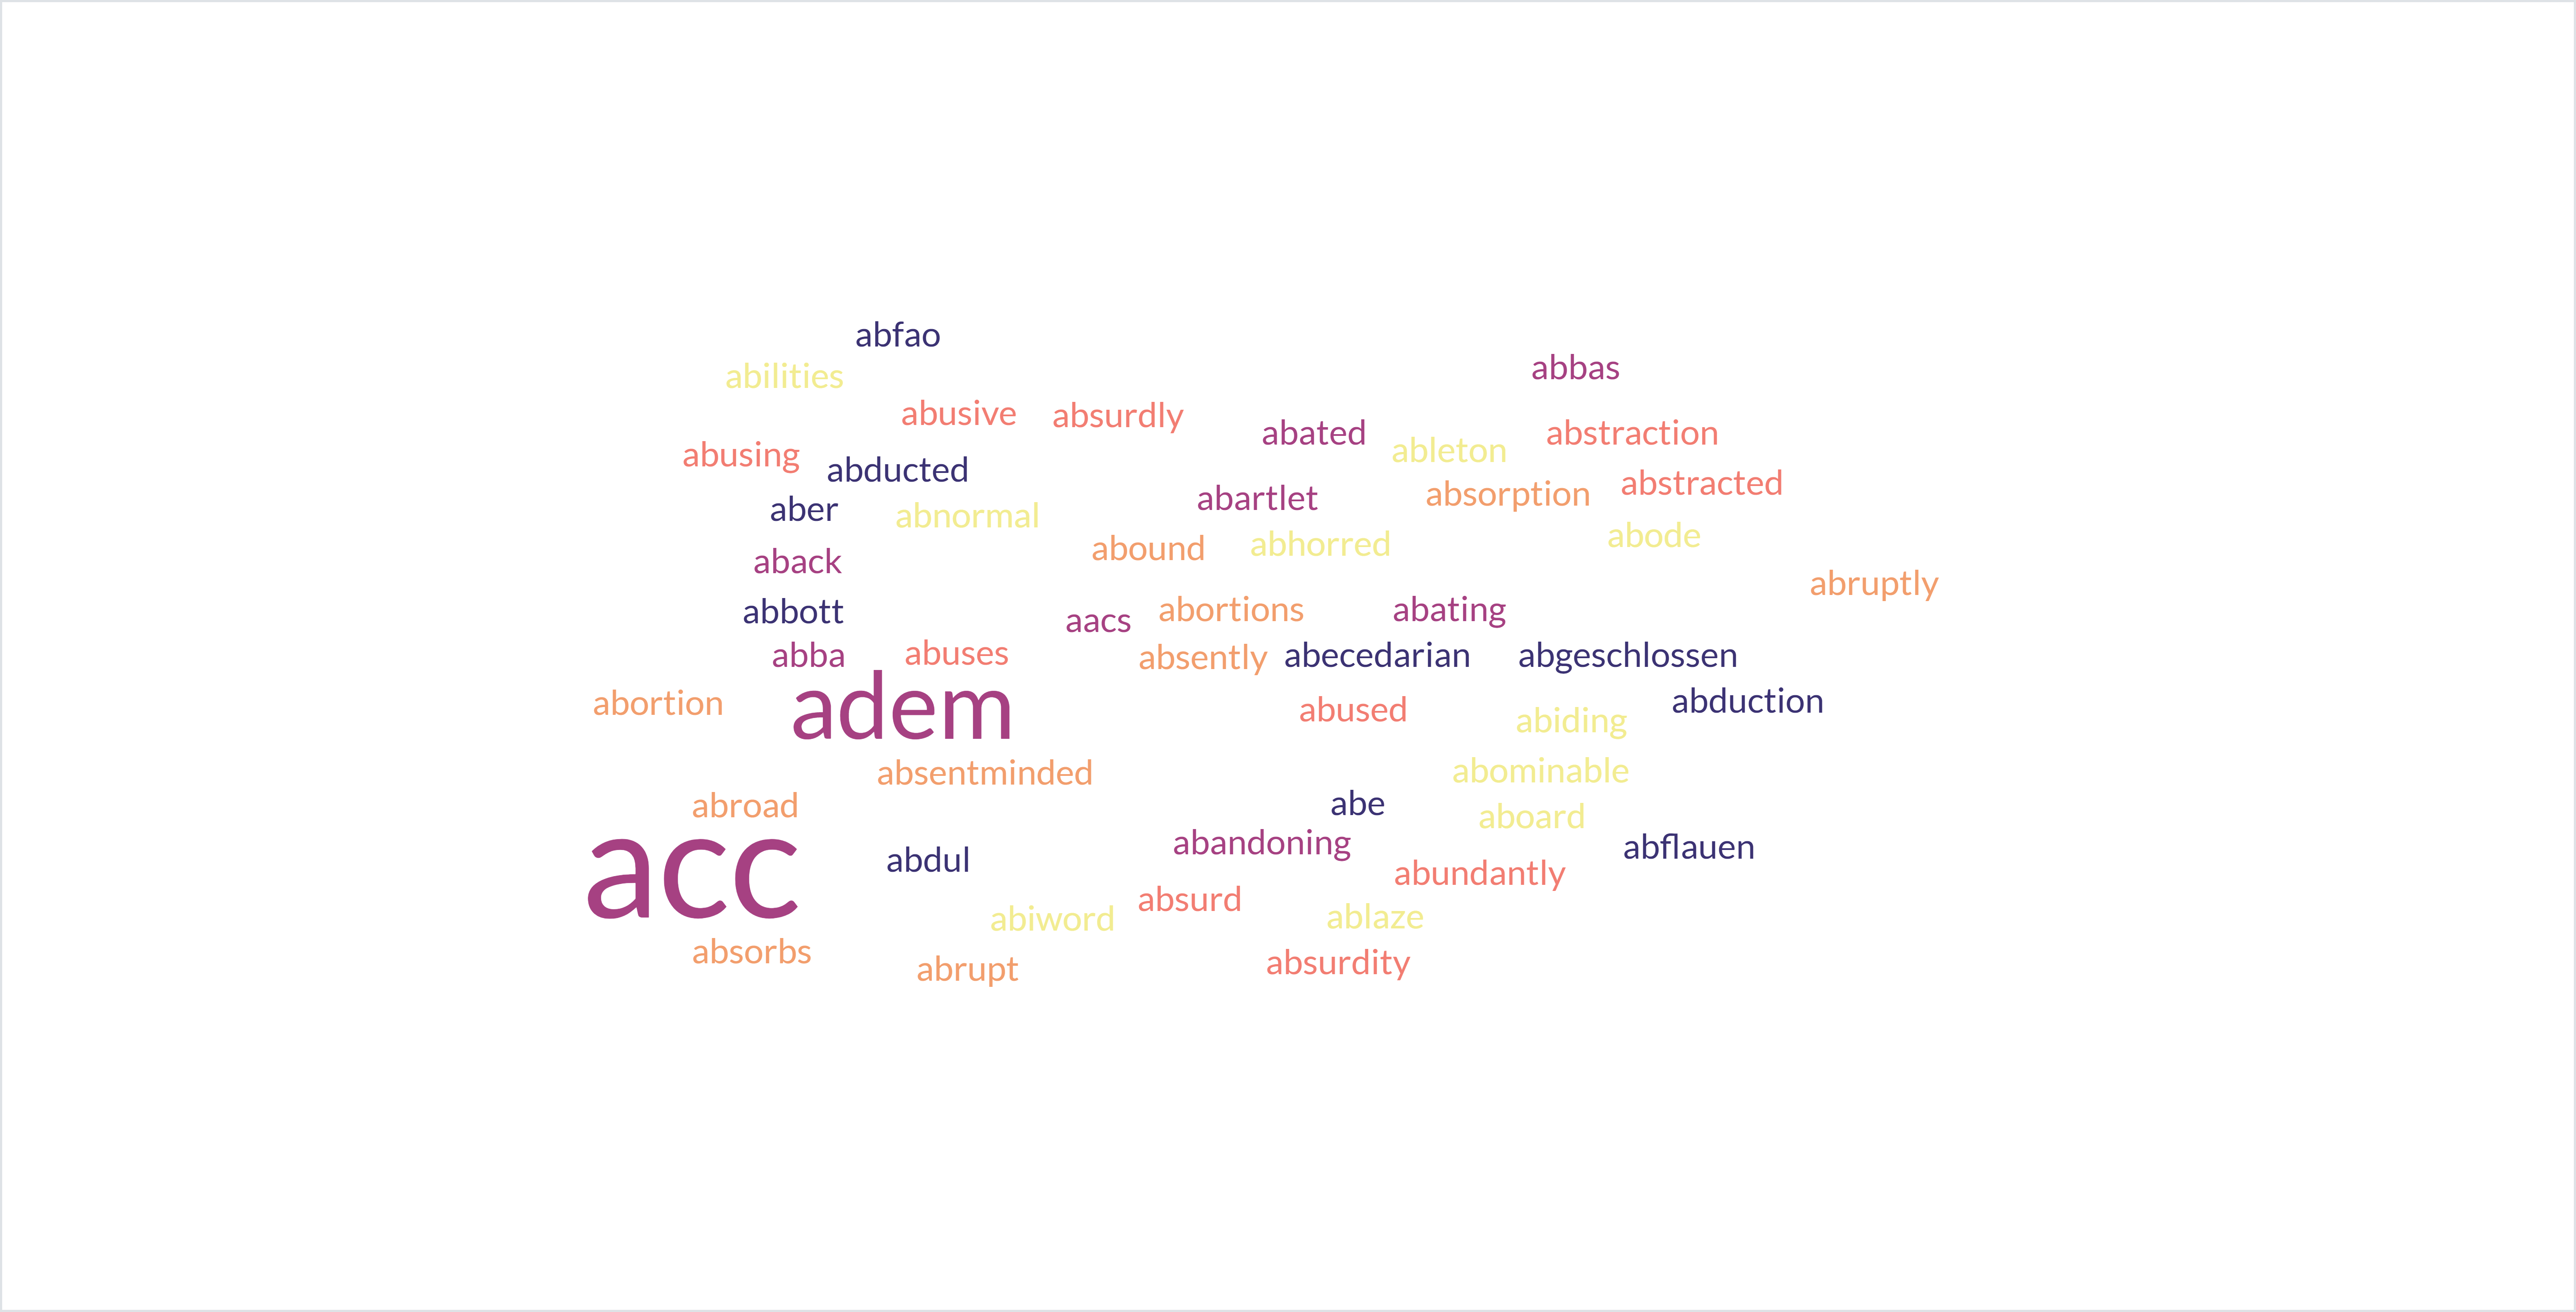 abfao
abbas
abilities
abusive absurdly
abated ableton abstraction
abusing abducted
abartlet absorption abstracted
aber abnormal
abound abhorred abode
aback
abruptly
abbott aacs abortions abating
abba abuses absently abecedarian abgeschlossen
abortion adem abused abiding abduction
absentminded abominable
abroad abe aboard
acc abdul abandoning abflauen
abundantly
absurd
abiword ablaze
absorbs abrupt absurdity